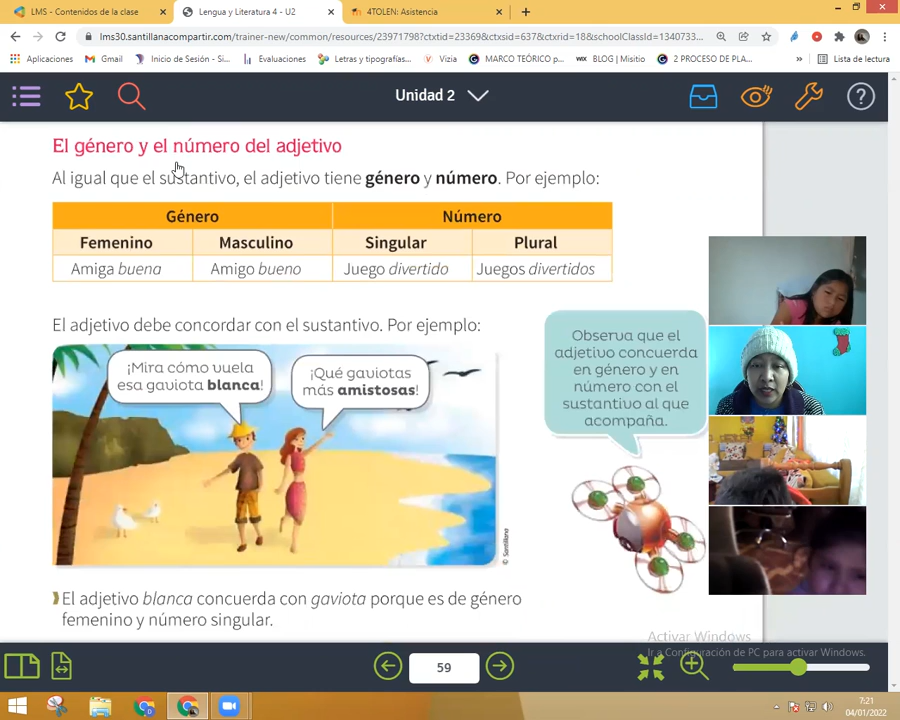 LMS - Contenidos de la clase
Lengua y Literatura 4 - U2
4TOLEN: Asistencia
lms30.santillanacompartir.com/trainer-new/common/resources/23971798?ctxtid=23369&ctxsid=637&ctxrid=18&schoolClassId=1340733...
Aplicaciones
Gmail
Inicio de Sesión - Sí...
Evaluaciones
Letras y tipografías...
Vizia
MARCO TEÓRICO p...
WIX BLOG | Misitio
2 PROCESO DE PLA...
»
Lista de lectura
Unidad 2
El género y el número del adjetivo
Al igual que el sustantivo, el adjetivo tiene género y número. Por ejemplo:
Género Número
Femenino Masculino Singular Plural
Amiga buena Amigo bueno Juego divertido Juegos divertidos
El adjetivo debe concordar con el sustantivo. Por ejemplo:
¡Mira cómo vuela
esa gaviota blanca!
¡Qué gaviotas
más amistosas!
Observa que el
adjetivo concuerda
en género y en
número con el
sustantivo al que
acompaña.
© Santillana
El adjetivo blanca concuerda con gaviota porque es de género
femenino y número singular.
Activar Windows
Ir a Configuración de PC para activar Windows.
59
7:21
04/01/2022